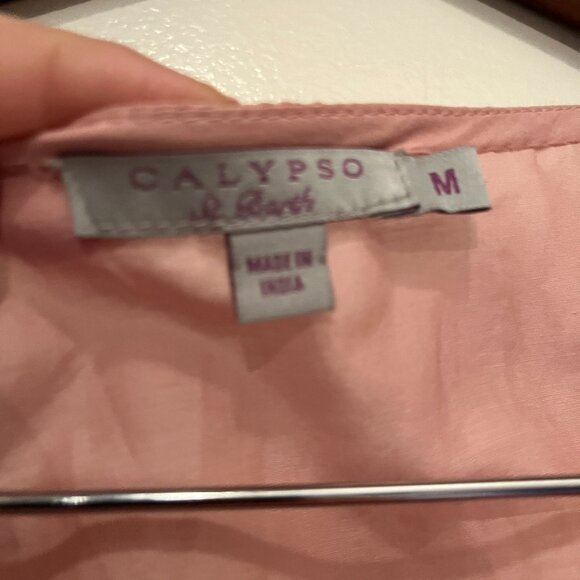 CALYPSO
St. Barth
M
MADE IN
INDIA